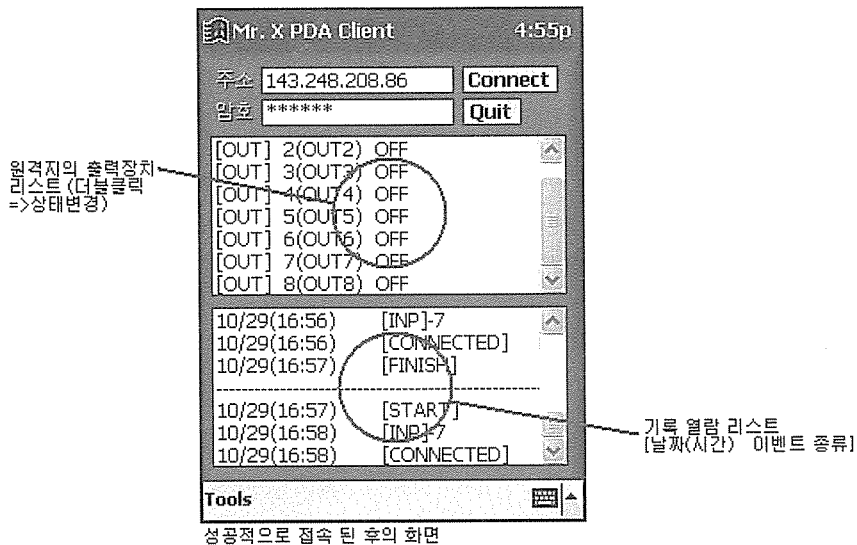 Mr. X PDA Client 4:55p
주소 143.248.208.86 Connect
암호 ****** Quit
[OUT] 2(OUT2) OFF
[OUT] 3(OUT3) OFF
[OUT] 4(OUT4) OFF
[OUT] 5(OUT5) OFF
[OUT] 6(OUT6) OFF
[OUT] 7(OUT7) OFF
[OUT] 8(OUT8) OFF
원격지의 출력장치
리스트 (더블클릭
=>상태변경)
10/29(16:56) [INP]-7
10/29(16:56) [CONNECTED]
10/29(16:57) [FINISH]
10/29(16:57) [START]
10/29(16:58) [INP]-7
10/29(16:58) [CONNECTED]
기록 열람 리스트
[날짜(시간) 이벤트 종류]
Tools
성공적으로 접속 된 후의 화면